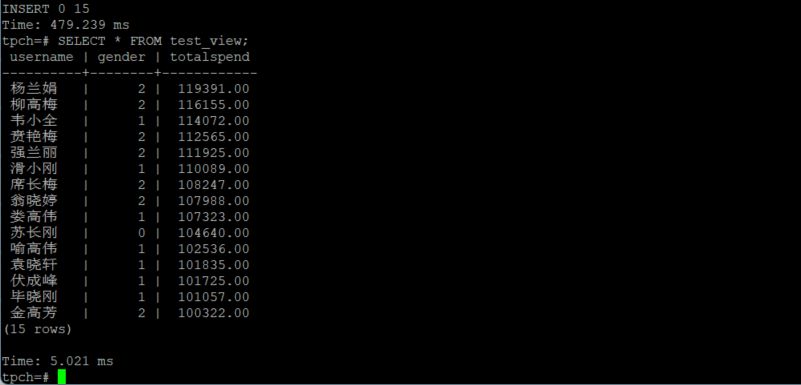 INSERT 0 15
Time: 479.239 ms
tpch=# SELECT * FROM test_view;
 username | gender | totalspend
----------+--------+------------
 杨兰娟   |      2 |  119391.00
 柳高梅   |      2 |  116155.00
 韦小全   |      1 |  114072.00
 贲艳梅   |      2 |  112565.00
 强兰丽   |      2 |  111925.00
 滑小刚   |      1 |  110089.00
 席长梅   |      2 |  108247.00
 翁晓婷   |      2 |  107988.00
 娄高伟   |      1 |  107323.00
 苏长刚   |      0 |  104640.00
 喻高伟   |      1 |  102536.00
 袁晓轩   |      1 |  101835.00
 伏成峰   |      1 |  101725.00
 毕晓刚   |      1 |  101057.00
 金高芳   |      2 |  100322.00
(15 rows)
Time: 5.021 ms
tpch=#